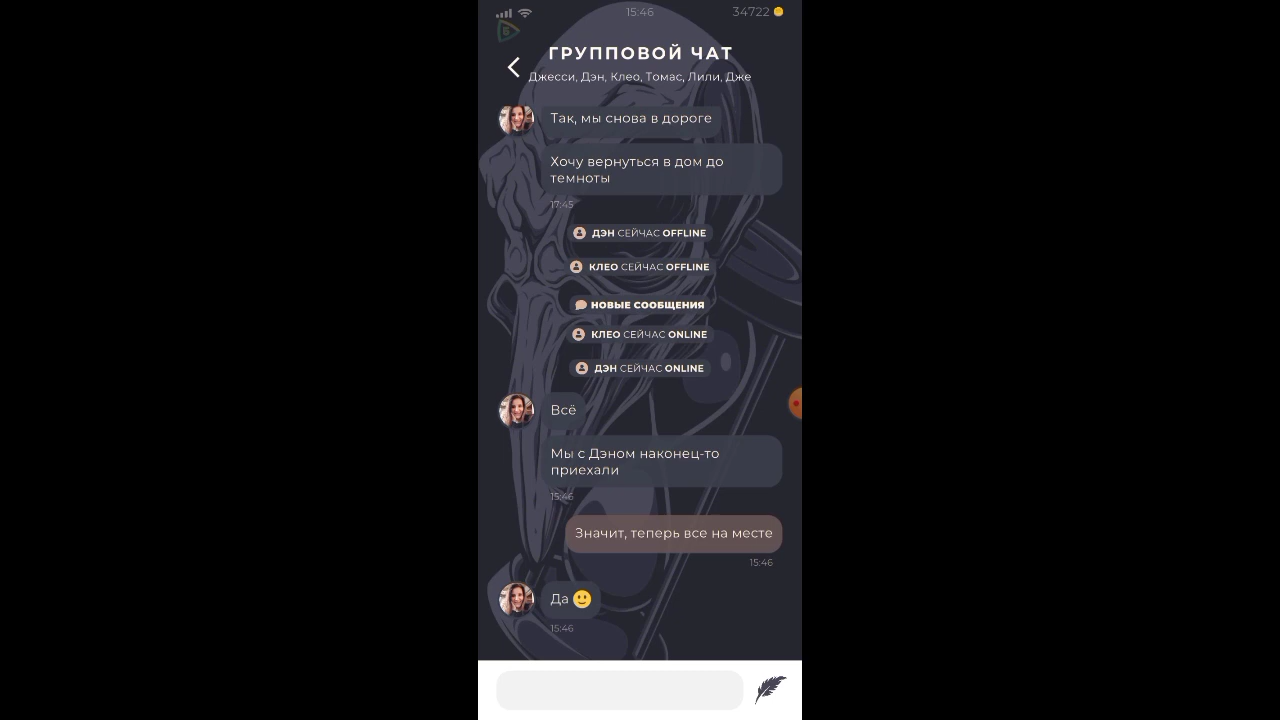 15:46
34722
ГРУППОВОЙ ЧАТ
Джесси, Дэн, Клео, Томас, Лили, Дже
Так, мы снова в дороге
Хочу вернуться в дом до
темноты
17:45
ДЭН СЕЙЧАС OFFLINE
КЛЕО СЕЙЧАС OFFLINE
НОВЫЕ СООБЩЕНИЯ
КЛЕО СЕЙЧАС ONLINE
ДЭН СЕЙЧАС ONLINE
Всё
Мы с Дэном наконец-то
приехали
15:46
Значит, теперь все на месте
15:46
Да 🙂
15:46